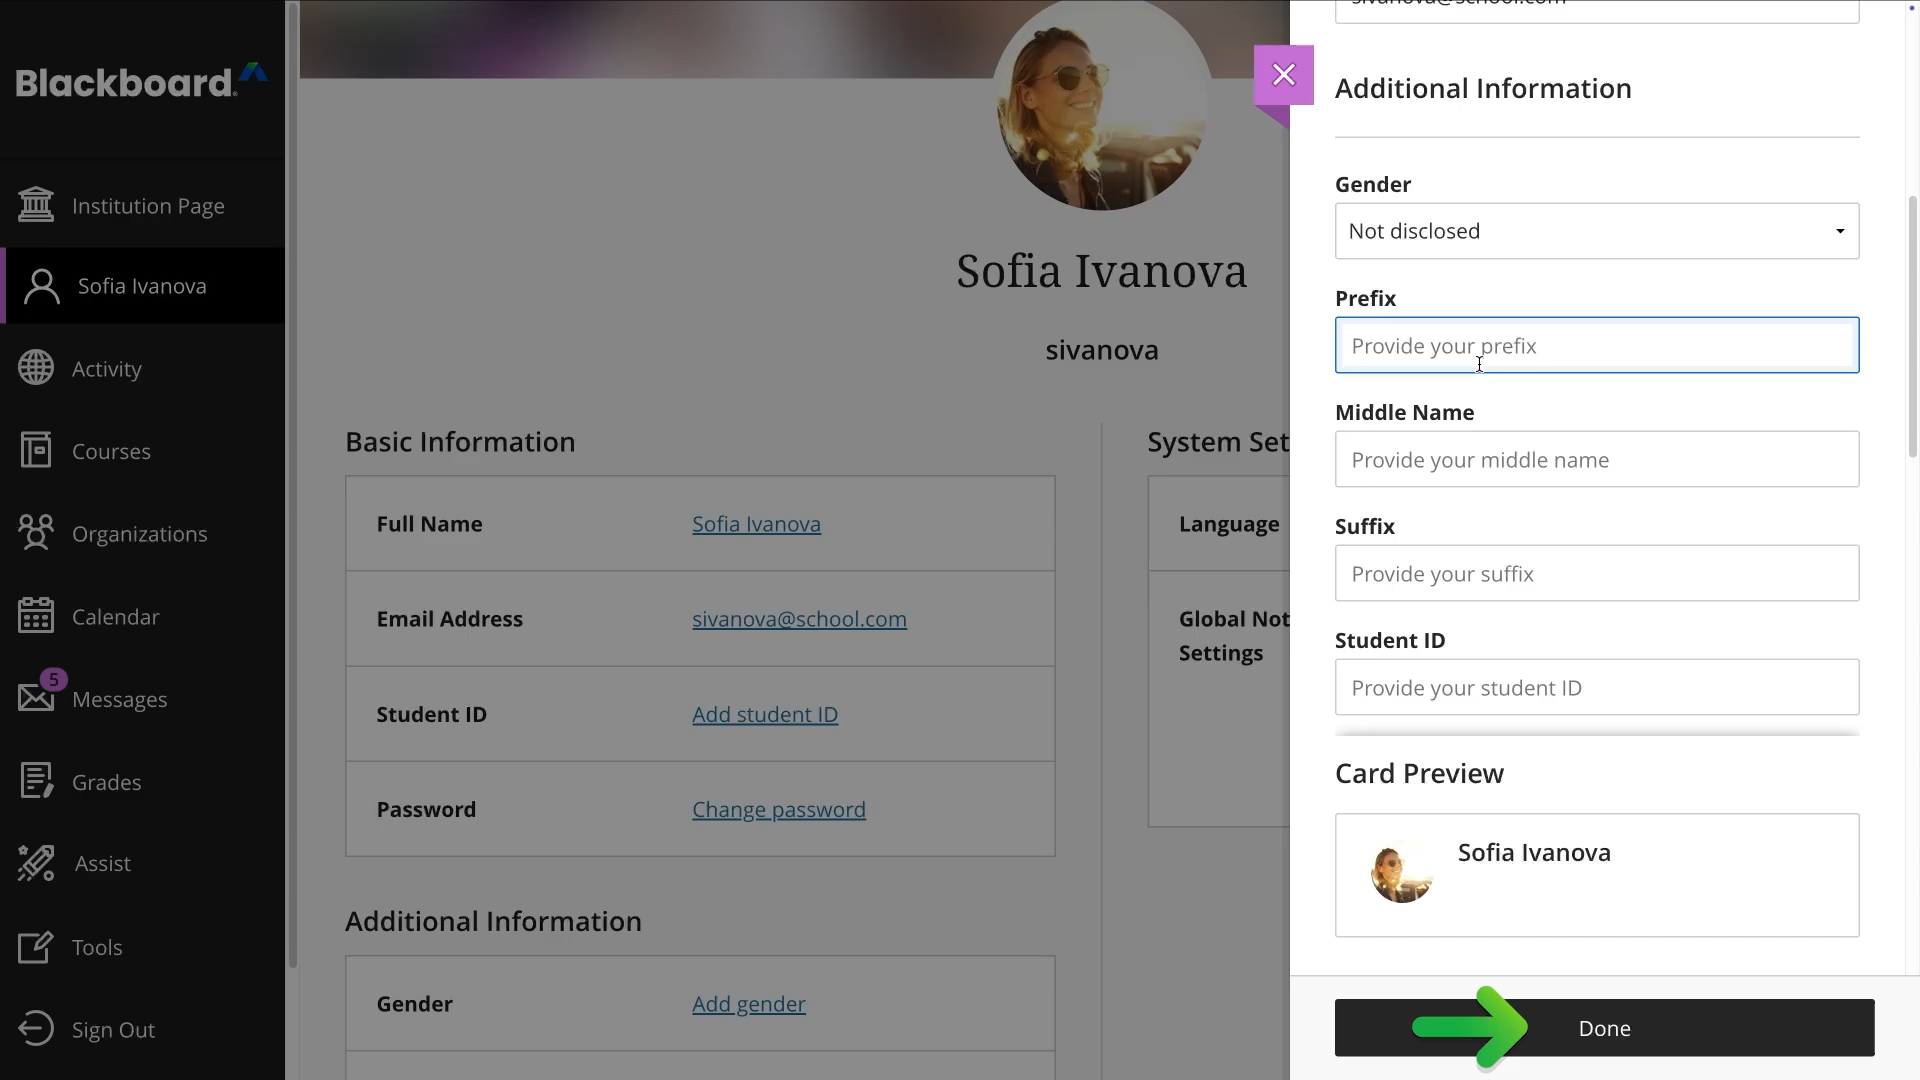 Blackboard
Institution Page
Sofia Ivanova
Activity
Courses
Organizations
Calendar
5
Messages
Grades
Assist
Tools
Sign Out
Sofia Ivanova
sivanova
Basic Information
Full Name Sofia Ivanova
Email Address sivanova@school.com
Student ID Add student ID
Password Change password
Additional Information
Gender Add gender
System Set
Language
Global Not
Settings
sivanova@school.com
Additional Information
Gender
Not disclosed
Prefix
Provide your prefix
Middle Name
Provide your middle name
Suffix
Provide your suffix
Student ID
Provide your student ID
Card Preview
Sofia Ivanova
Done